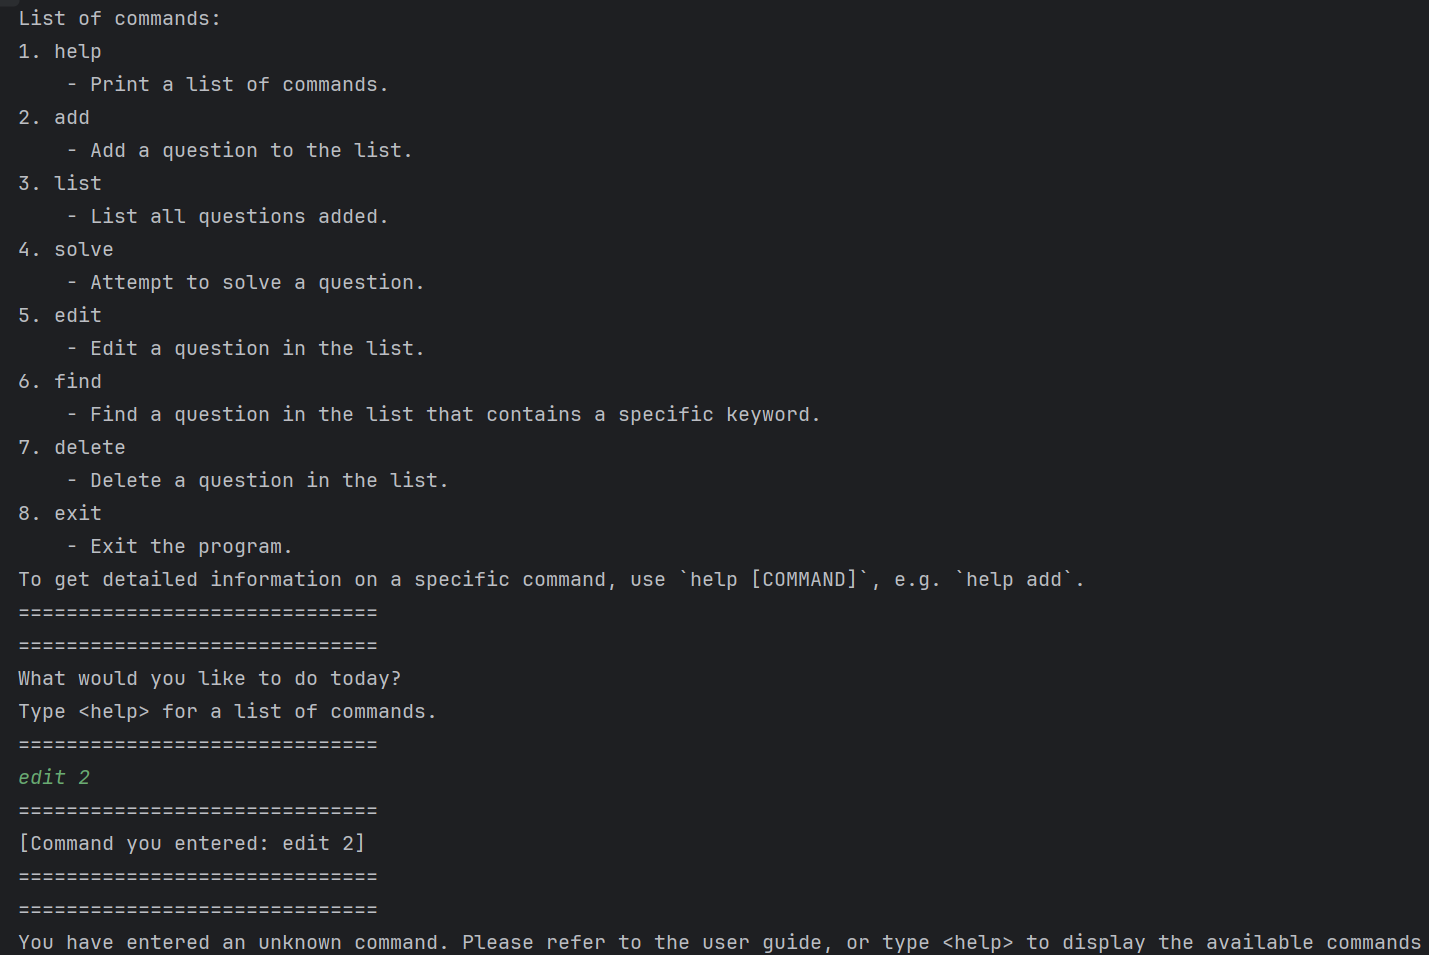 List of commands:
1. help
     - Print a list of commands.
2. add
     - Add a question to the list.
3. list
     - List all questions added.
4. solve
     - Attempt to solve a question.
5. edit
     - Edit a question in the list.
6. find
     - Find a question in the list that contains a specific keyword.
7. delete
     - Delete a question in the list.
8. exit
     - Exit the program.
To get detailed information on a specific command, use `help [COMMAND]`, e.g. `help add`.
==============================
==============================
What would you like to do today?
Type <help> for a list of commands.
==============================
edit 2
==============================
[Command you entered: edit 2]
==============================
==============================
You have entered an unknown command. Please refer to the user guide, or type <help> to display the available commands